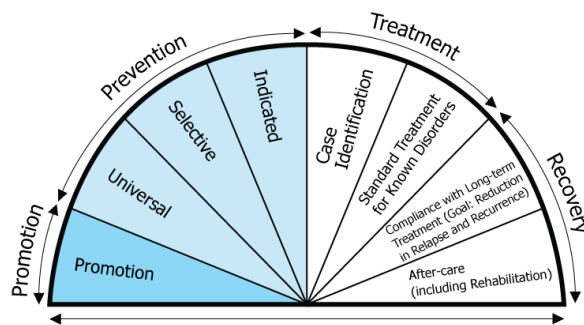 Promotion
Prevention
Treatment
Recovery
Promotion
Universal
Selective
Indicated
Case
Identification
Standard Treatment
for Known Disorders
Compliance with Long-term
Treatment (Goal: Reduction
in Relapse and Recurrence)
After-care
(including Rehabilitation)